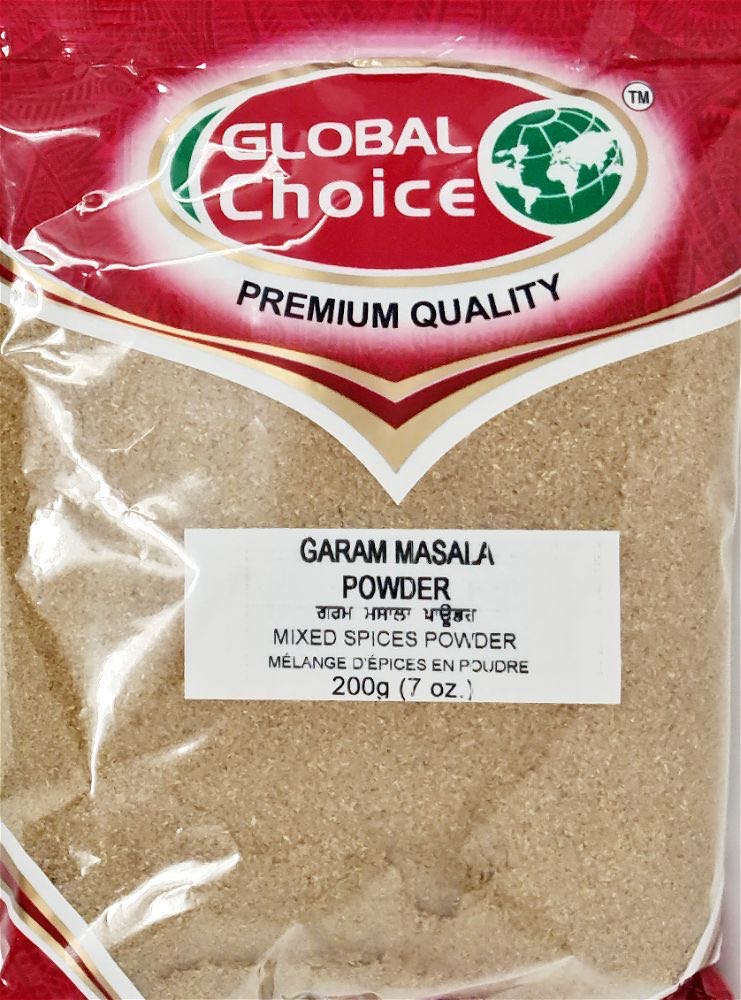 GLOBAL
Choice
TM
PREMIUM QUALITY
GARAM MASALA
POWDER
ਗਰਮ ਮਸਾਲਾ ਪਾਊਡਰ
MIXED SPICES POWDER
MÉLANGE D'ÉPICES EN POUDRE
200g (7 oz.)